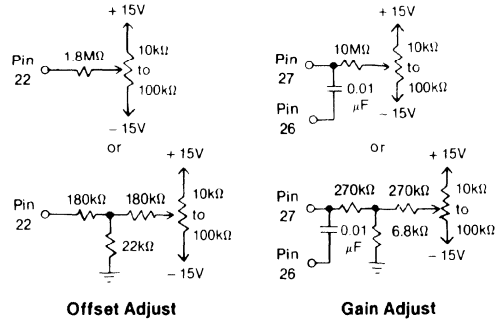 + 15V
Pin
22
1.8MΩ
10kΩ
to
100kΩ
− 15V
or
+ 15V
Pin
22
180kΩ
180kΩ
22kΩ
10kΩ
to
100kΩ
− 15V
Offset Adjust
+ 15V
Pin
27
10MΩ
10kΩ
to
100kΩ
0.01
μF
Pin
26
− 15V
or
+ 15V
Pin
27
270kΩ
270kΩ
10kΩ
to
100kΩ
0.01
μF
6.8kΩ
Pin
26
− 15V
Gain Adjust